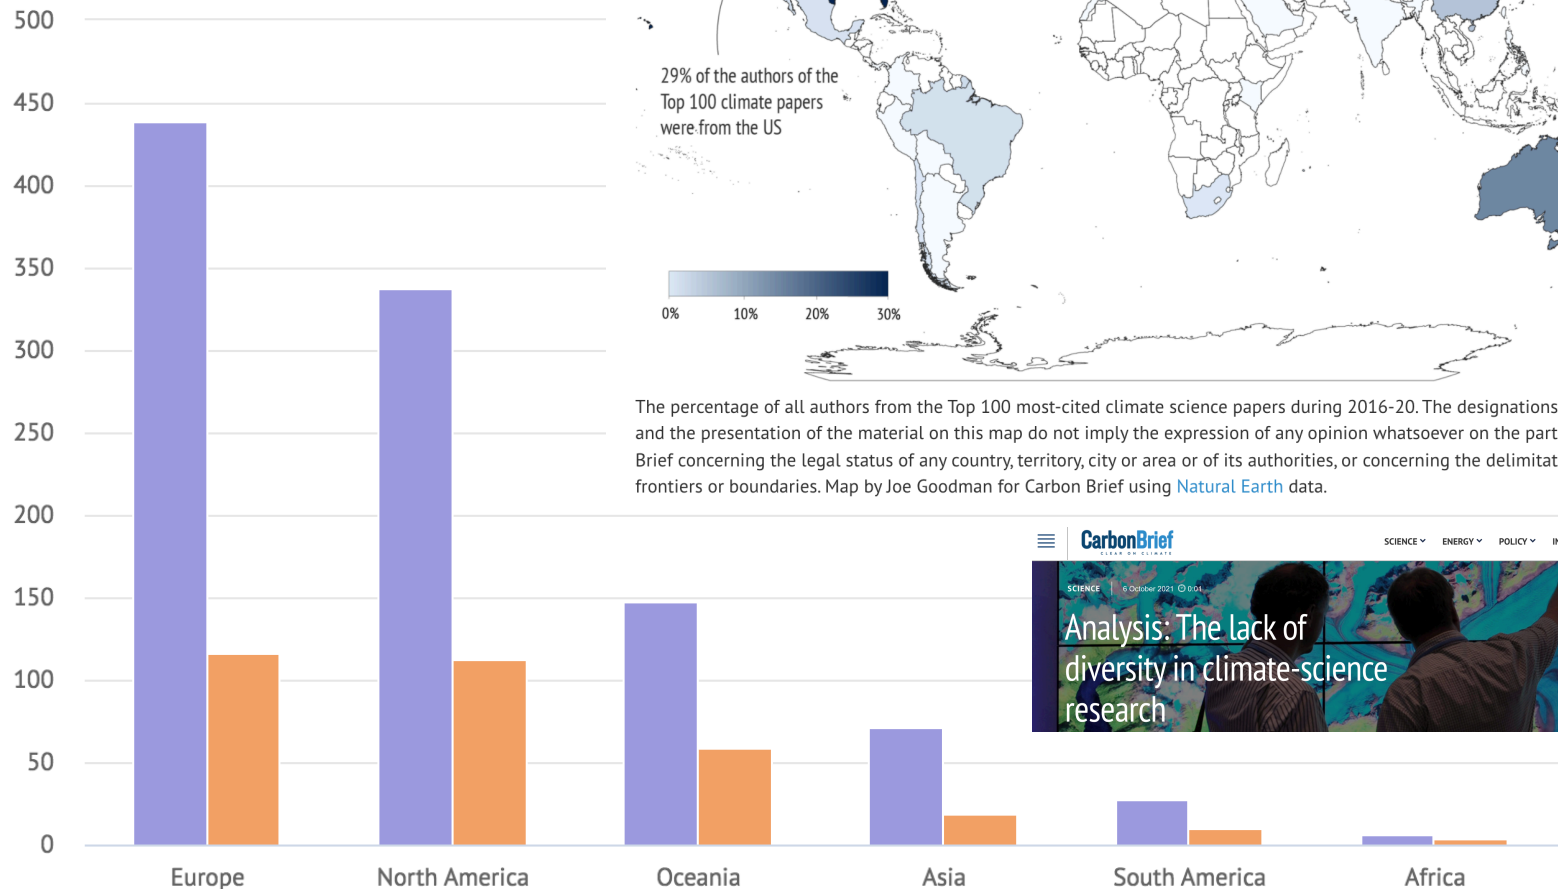 500
450
400
350
300
250
200
150
100
50
0
Europe
North America
Oceania
Asia
South America
Africa
29% of the authors of the
Top 100 climate papers
were from the US
0%
10%
20%
30%
The percentage of all authors from the Top 100 most-cited climate science papers during 2016-20. The designations
and the presentation of the material on this map do not imply the expression of any opinion whatsoever on the part
Brief concerning the legal status of any country, territory, city or area or of its authorities, or concerning the delimitat
frontiers or boundaries. Map by Joe Goodman for Carbon Brief using Natural Earth data.
CarbonBrief
CLEAR ON CLIMATE
SCIENCE
ENERGY
POLICY
IN
SCIENCE
6 October 2021
0:01
Analysis: The lack of
diversity in climate-science
research